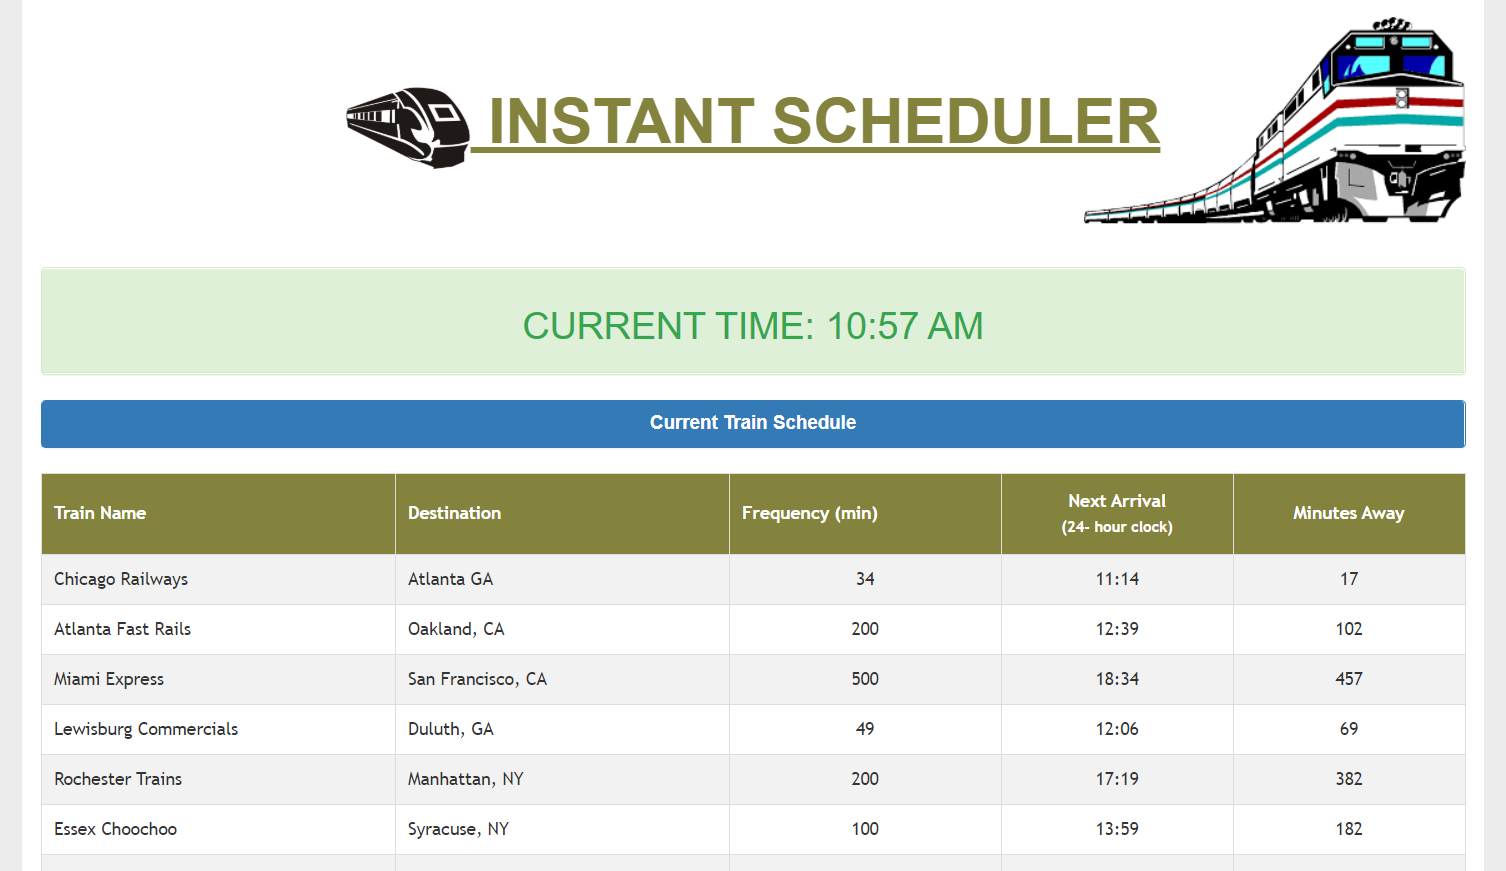 INSTANT SCHEDULER
CURRENT TIME: 10:57 AM
Current Train Schedule
Train Name Destination Frequency (min) Next Arrival (24- hour clock) Minutes Away
Chicago Railways Atlanta GA 34 11:14 17
Atlanta Fast Rails Oakland, CA 200 12:39 102
Miami Express San Francisco, CA 500 18:34 457
Lewisburg Commercials Duluth, GA 49 12:06 69
Rochester Trains Manhattan, NY 200 17:19 382
Essex Choochoo Syracuse, NY 100 13:59 182